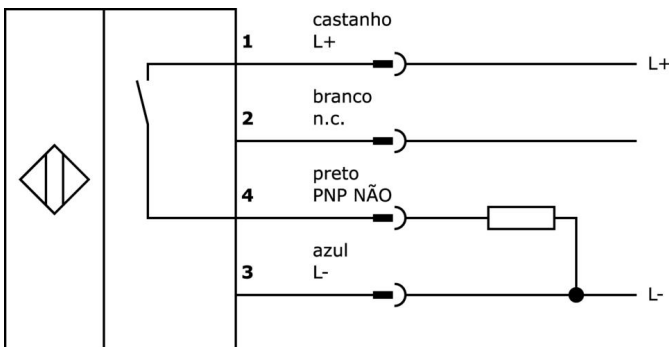 castanho
1 L+
L+
branco
2 n.c.
preto
4 PNP NÃO
azul
3 L-
L-